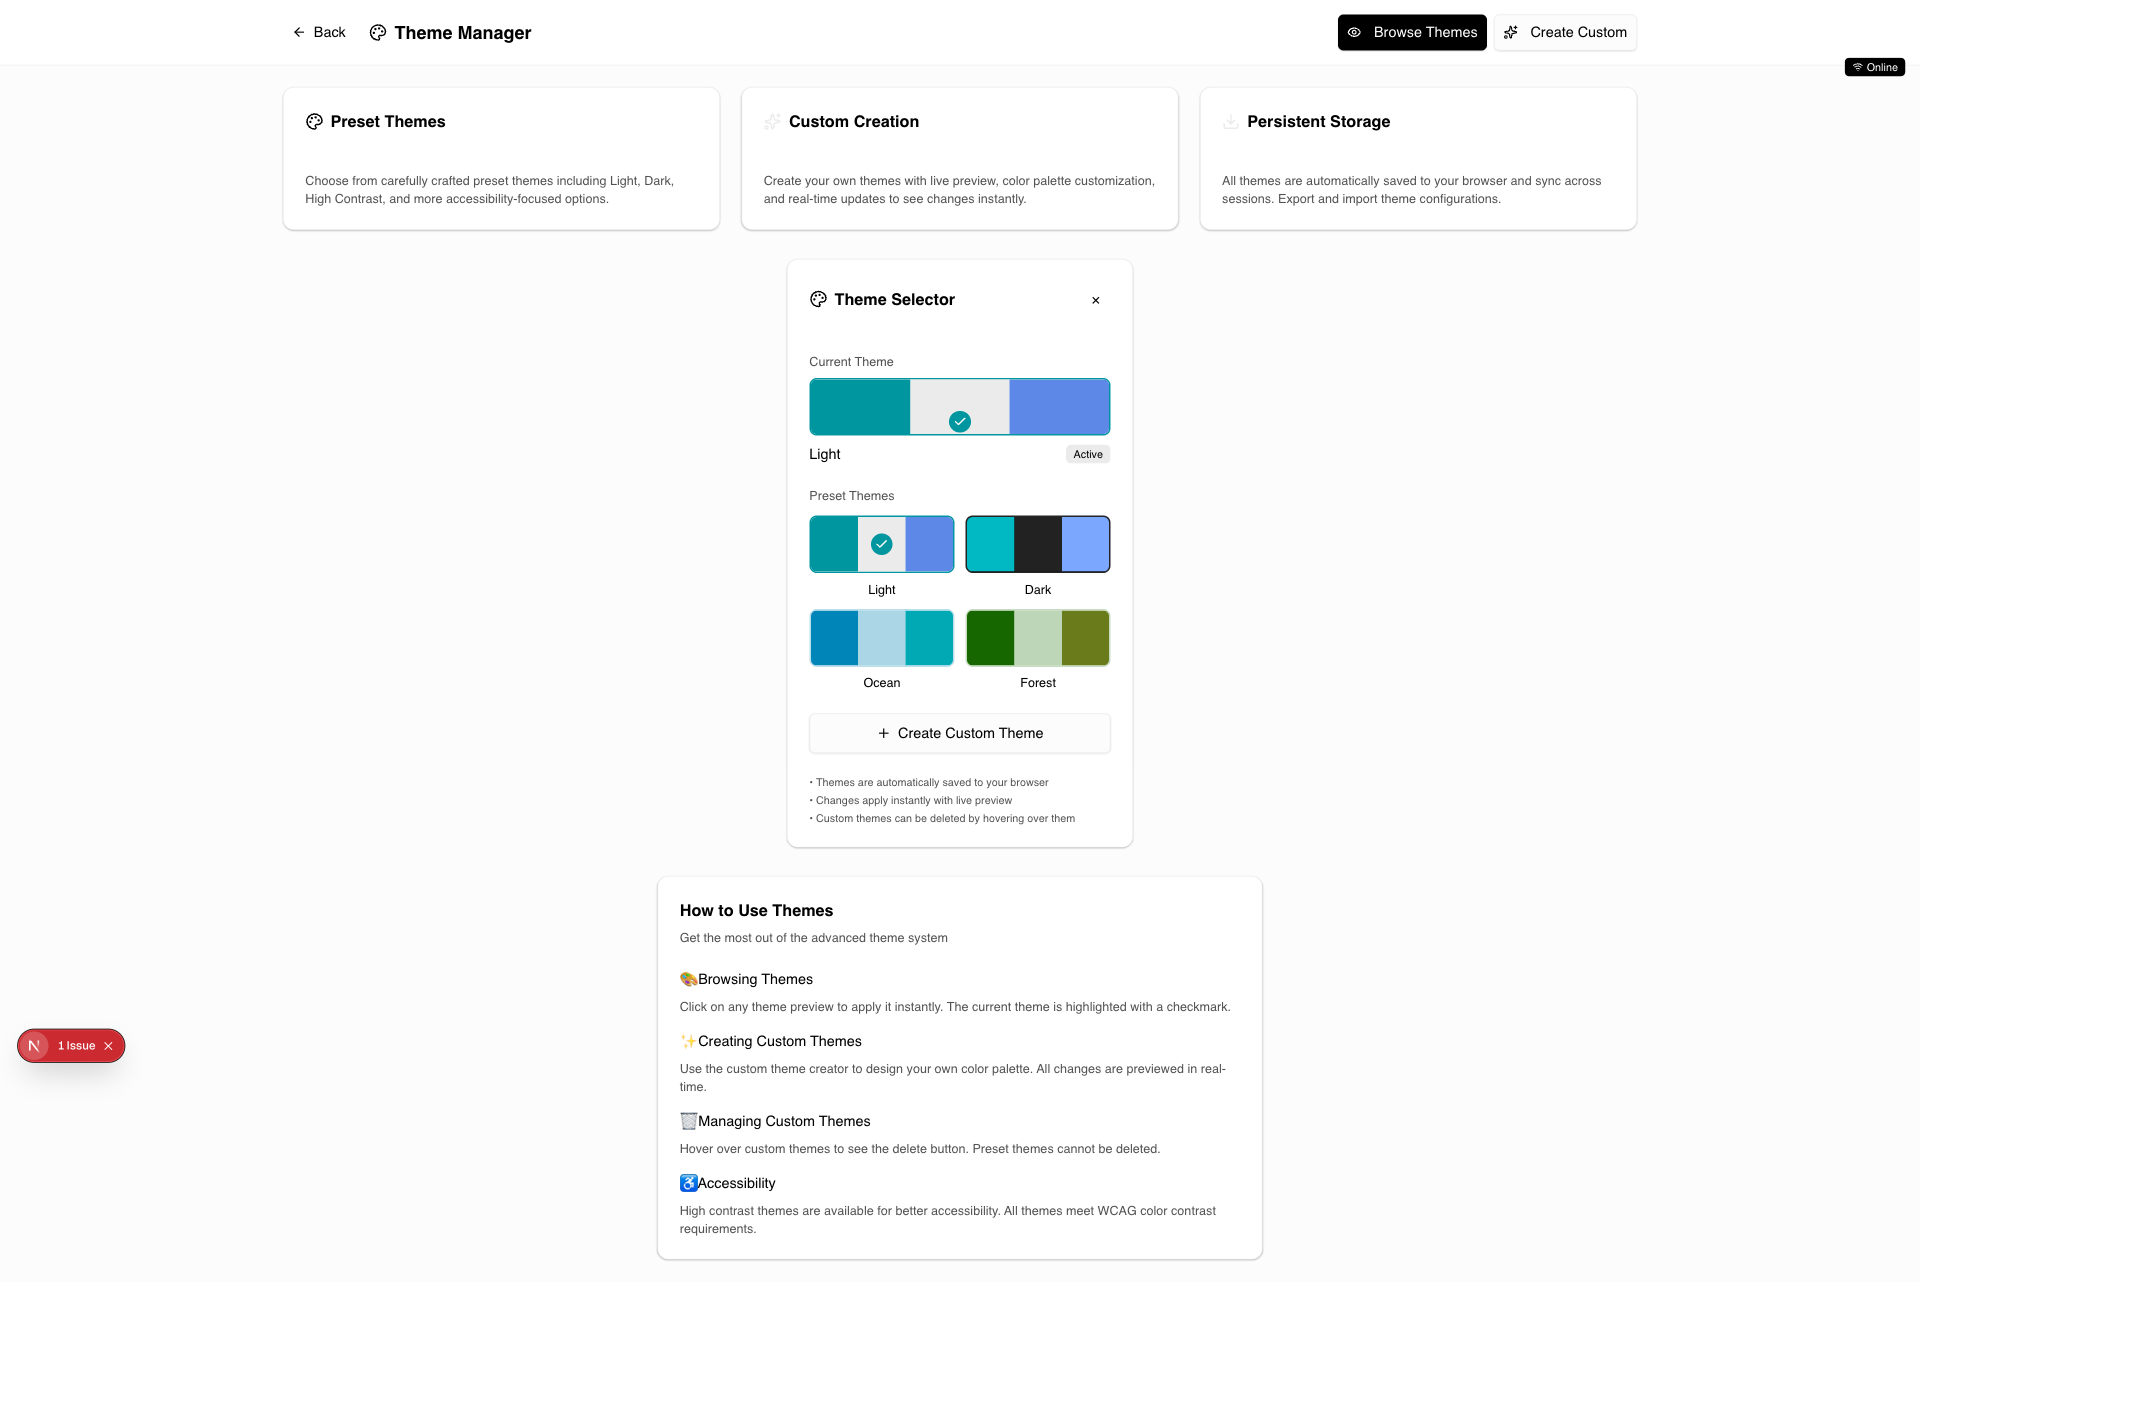 Back
Theme Manager
Browse Themes
Create Custom
Online
Preset Themes
Choose from carefully crafted preset themes including Light, Dark,
High Contrast, and more accessibility-focused options.
Custom Creation
Create your own themes with live preview, color palette customization,
and real-time updates to see changes instantly.
Persistent Storage
All themes are automatically saved to your browser and sync across
sessions. Export and import theme configurations.
Theme Selector
Current Theme
Light
Active
Preset Themes
Light
Dark
Ocean
Forest
Create Custom Theme
• Themes are automatically saved to your browser
• Changes apply instantly with live preview
• Custom themes can be deleted by hovering over them
How to Use Themes
Get the most out of the advanced theme system
🎨Browsing Themes
Click on any theme preview to apply it instantly. The current theme is highlighted with a checkmark.
✨Creating Custom Themes
Use the custom theme creator to design your own color palette. All changes are previewed in real-
time.
🗑️Managing Custom Themes
Hover over custom themes to see the delete button. Preset themes cannot be deleted.
♿Accessibility
High contrast themes are available for better accessibility. All themes meet WCAG color contrast
requirements.
N 1 Issue